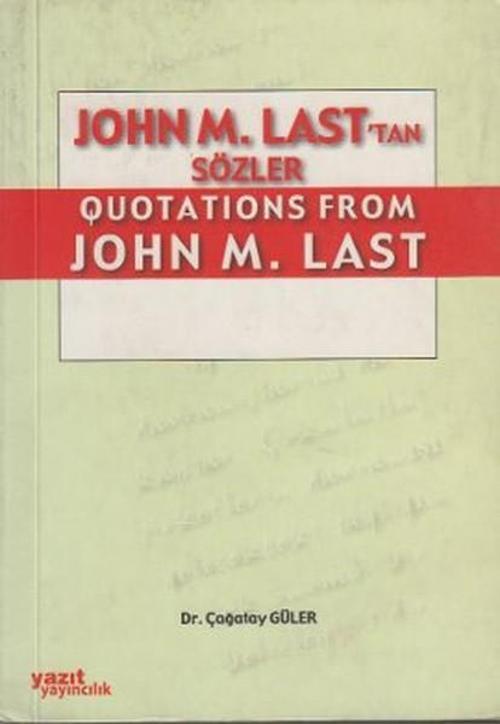 JOHN M. LAST'TAN
SÖZLER
QUOTATIONS FROM
JOHN M. LAST
Dr. Çağatay GÜLER
yazıt
yayıncılık